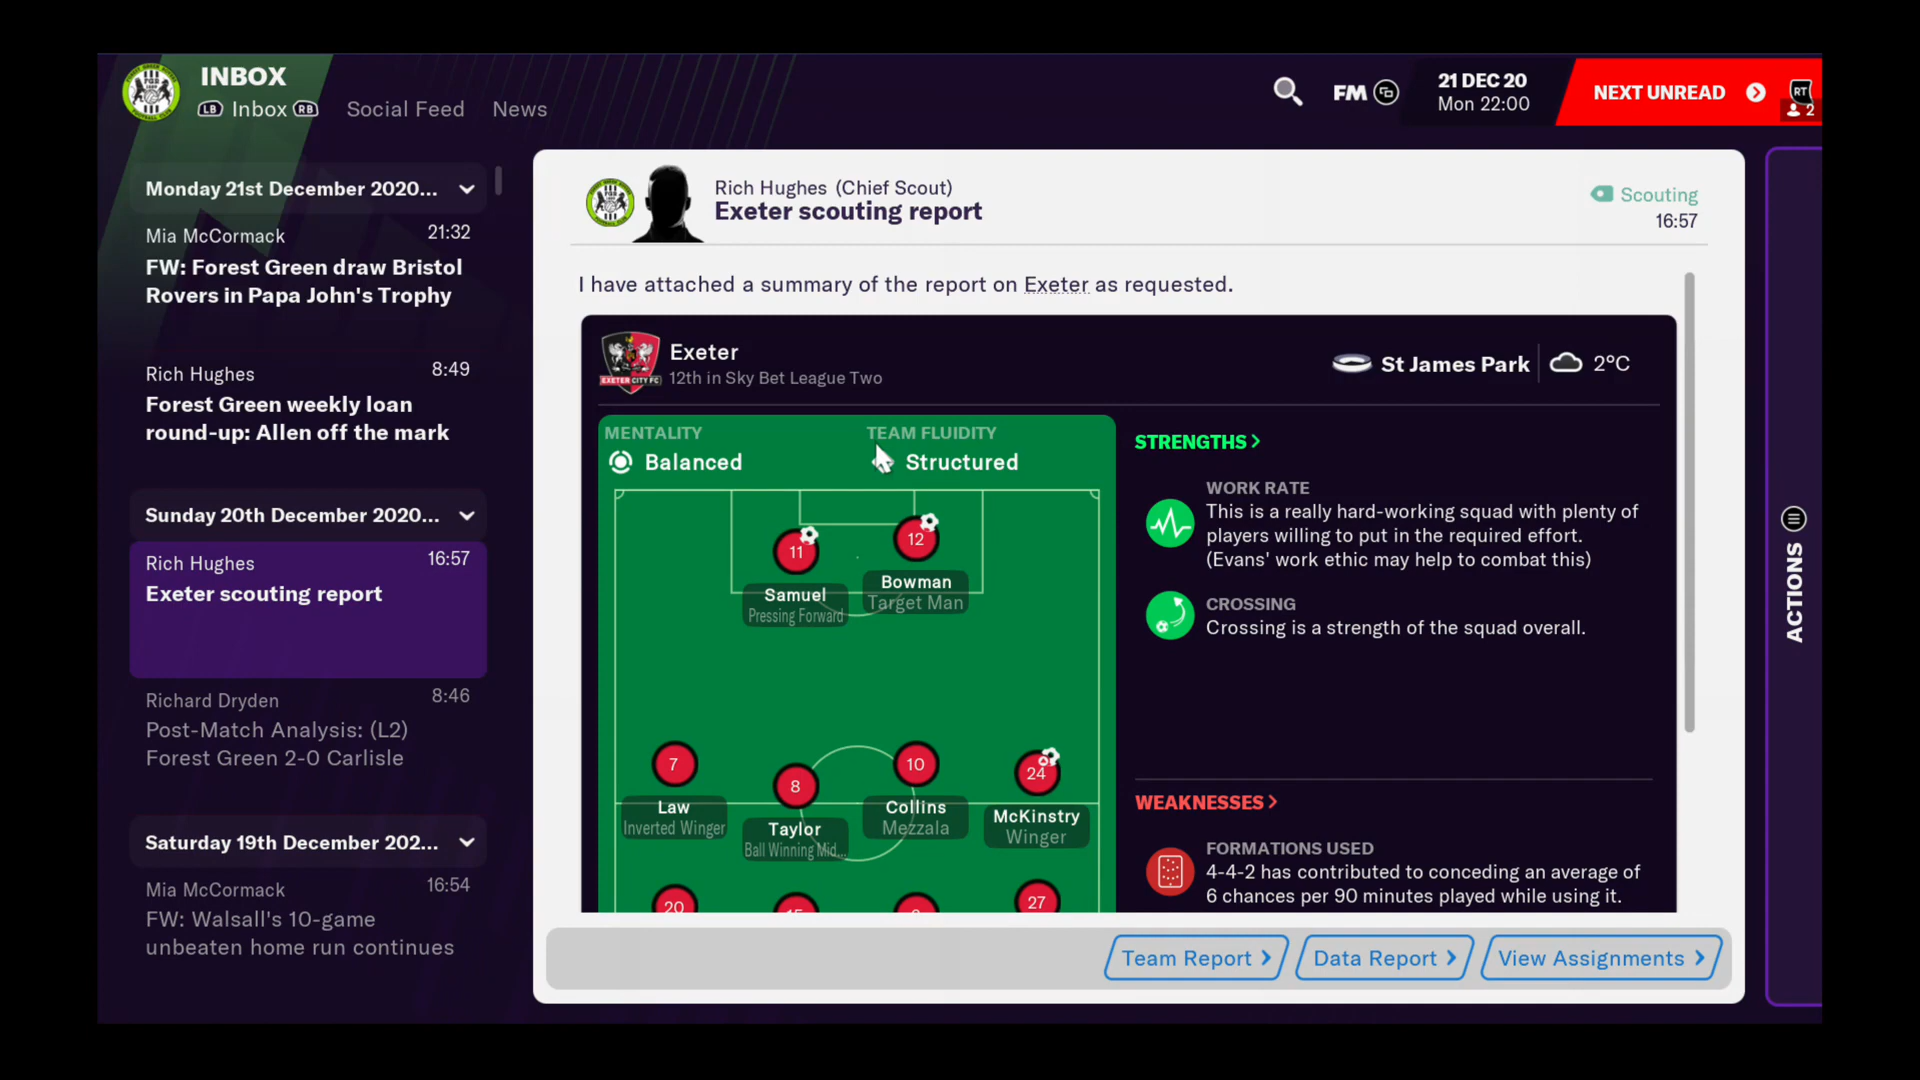 INBOX
LB Inbox RB Social Feed News
FM
21 DEC 20
Mon 22:00
NEXT UNREAD
RT
2
Monday 21st December 2020...
Mia McCormack 21:32
FW: Forest Green draw Bristol
Rovers in Papa John's Trophy
Rich Hughes 8:49
Forest Green weekly loan
round-up: Allen off the mark
Sunday 20th December 2020...
Rich Hughes 16:57
Exeter scouting report
Richard Dryden 8:46
Post-Match Analysis: (L2)
Forest Green 2-0 Carlisle
Saturday 19th December 202...
Mia McCormack 16:54
FW: Walsall's 10-game
unbeaten home run continues
Rich Hughes (Chief Scout)
Exeter scouting report
Scouting
16:57
I have attached a summary of the report on Exeter as requested.
EXETER CITY FC
Exeter
12th in Sky Bet League Two
St James Park 2°C
MENTALITY
Balanced
TEAM FLUIDITY
Structured
11
Samuel
Pressing Forward
12
Bowman
Target Man
7
Law
Inverted Winger
8
Taylor
Ball Winning Mid...
10
Collins
Mezzala
24
McKinstry
Winger
20
15
27
STRENGTHS
WORK RATE
This is a really hard-working squad with plenty of
players willing to put in the required effort.
(Evans' work ethic may help to combat this)
CROSSING
Crossing is a strength of the squad overall.
WEAKNESSES
FORMATIONS USED
4-4-2 has contributed to conceding an average of
6 chances per 90 minutes played while using it.
Team Report
Data Report
View Assignments
ACTIONS